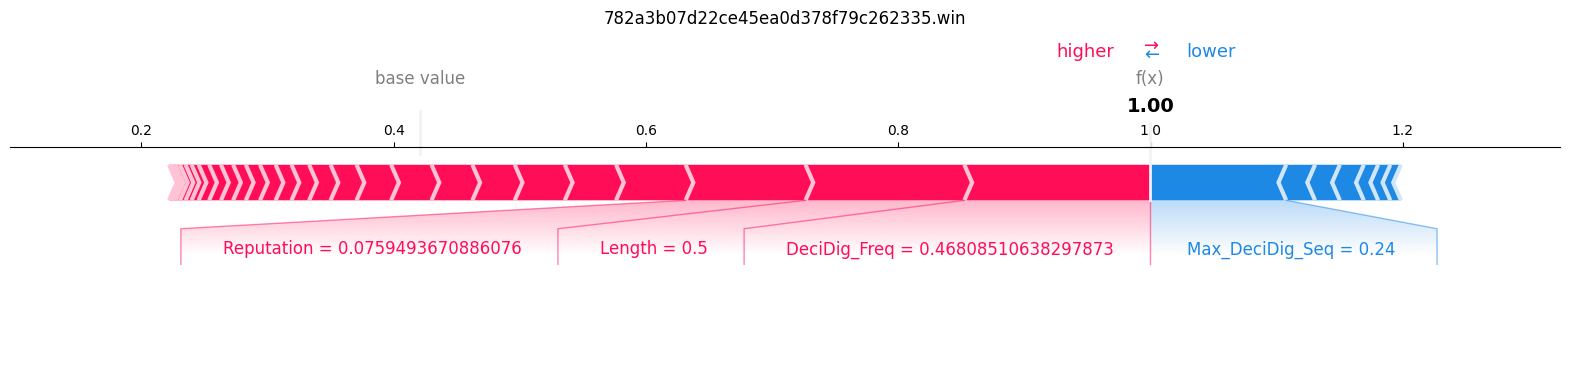 782a3b07d22ce45ea0d378f79c262335.win
higher → ← lower
base value f(x)
1.00
0.2 0.4 0.6 0.8 1 0 1.2
Reputation = 0.0759493670886076 Length = 0.5 DeciDig_Freq = 0.46808510638297873 Max_DeciDig_Seq = 0.24